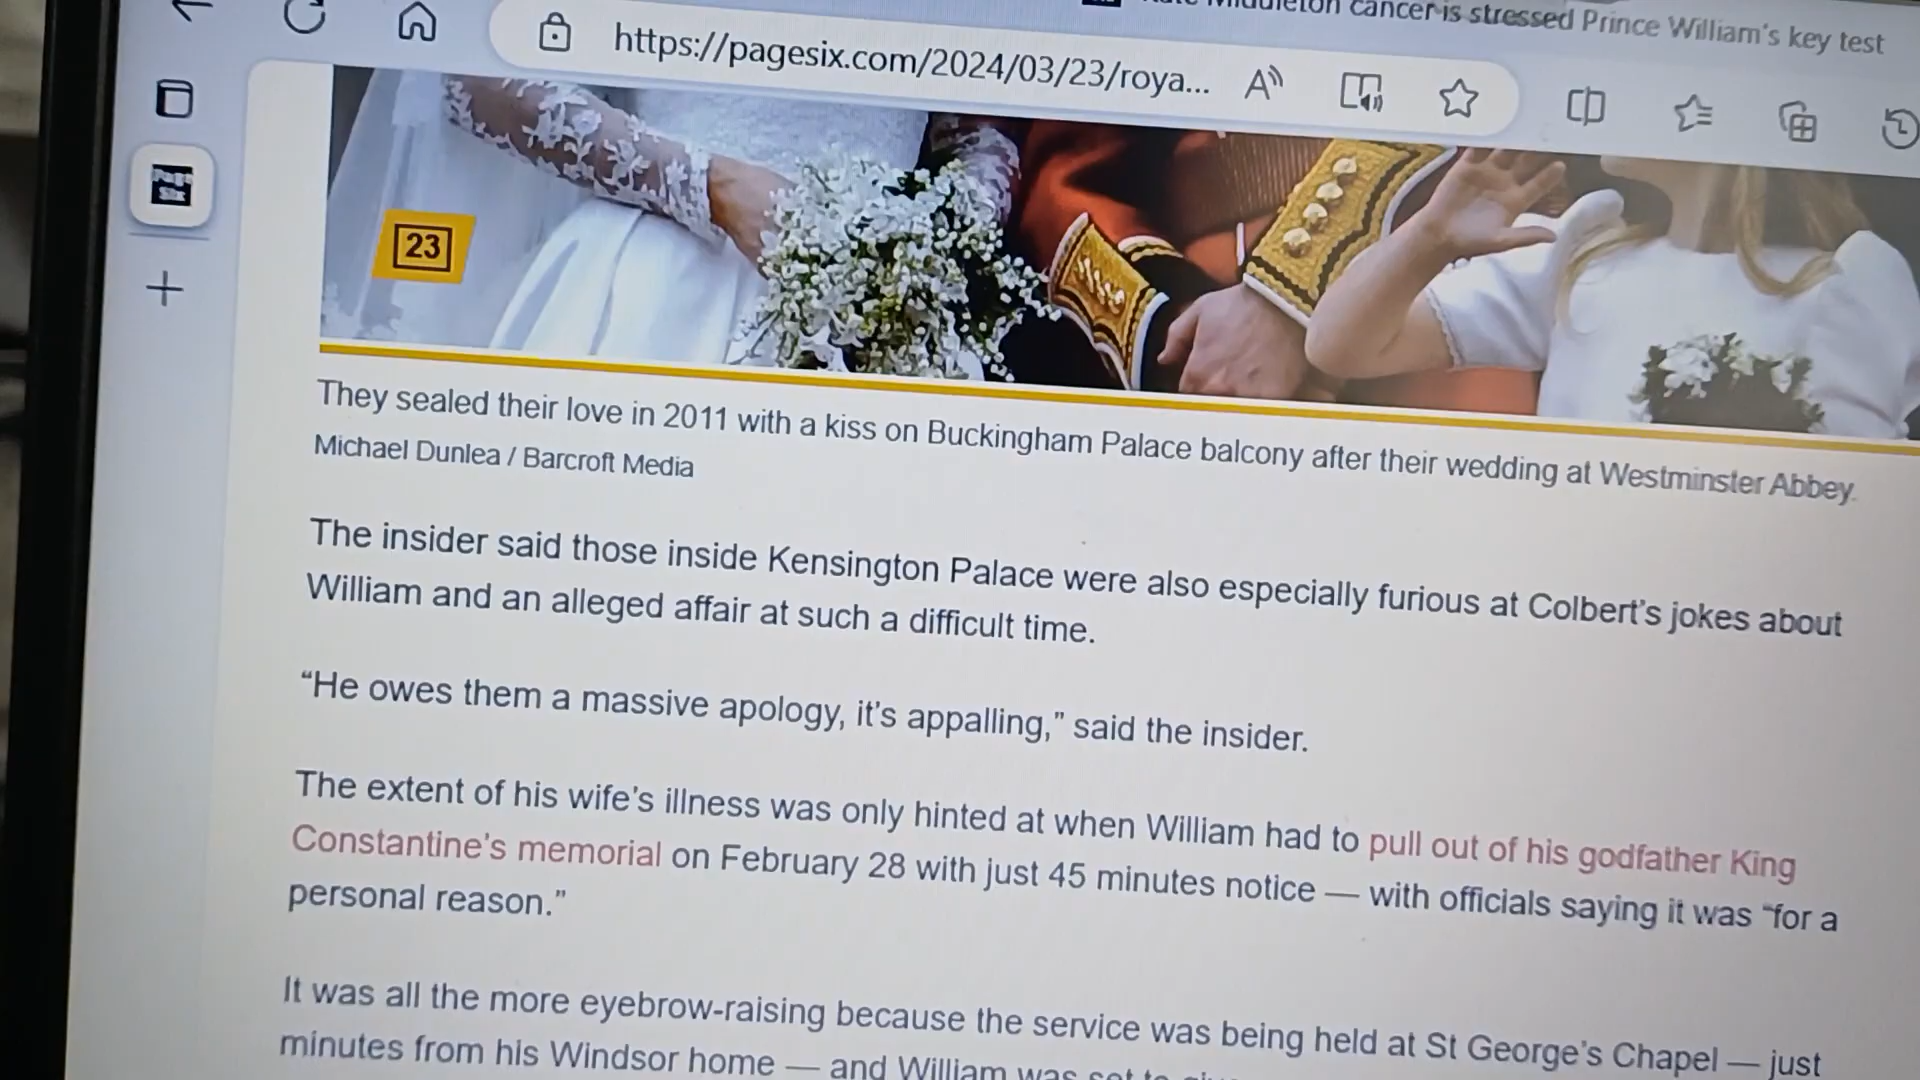 cancer is stressed Prince William's key test
https://pagesix.com/2024/03/23/roya...
Page
Six
23
They sealed their love in 2011 with a kiss on Buckingham Palace balcony after their wedding at Westminster Abbey.
Michael Dunlea / Barcroft Media
The insider said those inside Kensington Palace were also especially furious at Colbert's jokes about
William and an alleged affair at such a difficult time.
“He owes them a massive apology, it's appalling,” said the insider.
The extent of his wife's illness was only hinted at when William had to pull out of his godfather King
Constantine's memorial on February 28 with just 45 minutes notice — with officials saying it was “for a
personal reason.”
It was all the more eyebrow-raising because the service was being held at St George's Chapel — just
minutes from his Windsor home — and William was set to